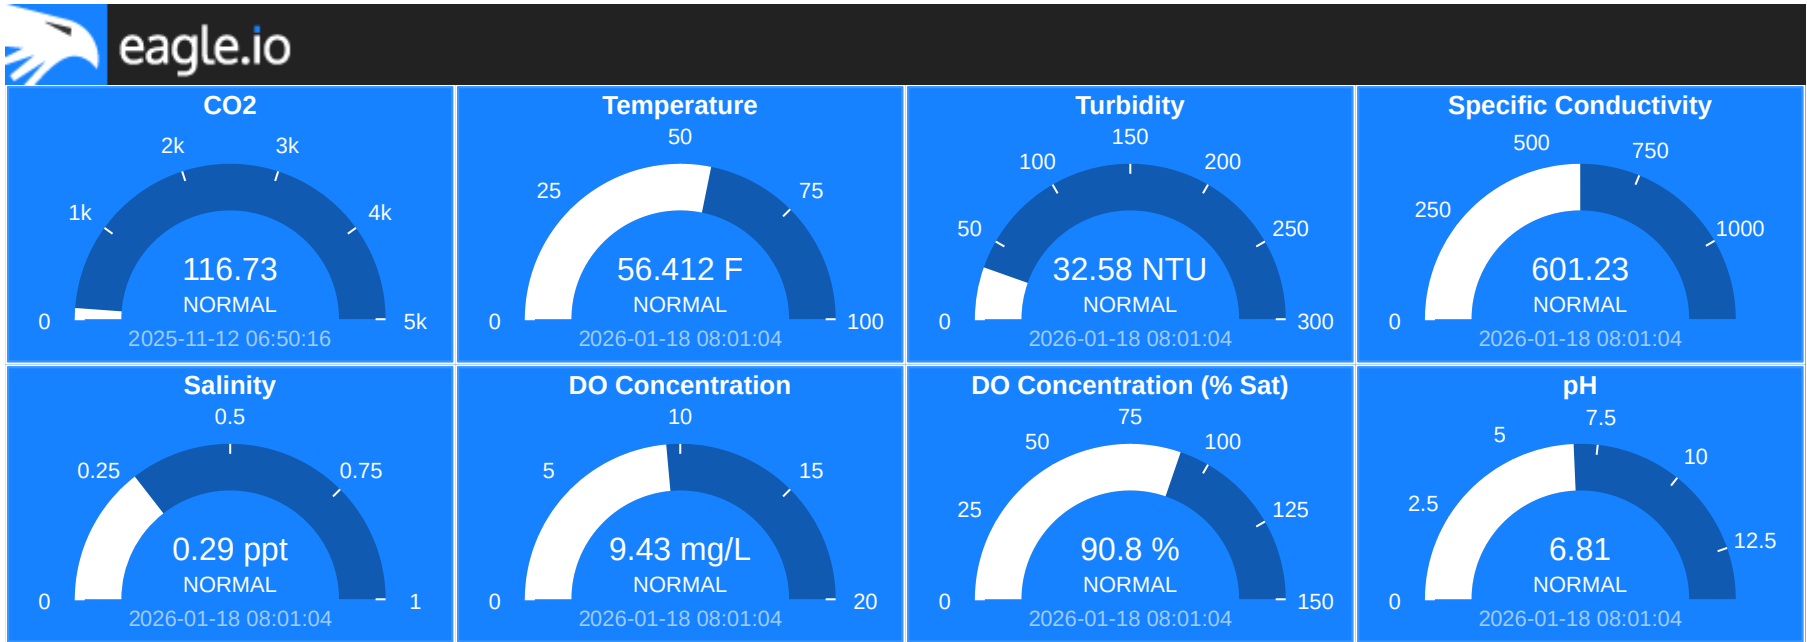 eagle.io
CO2
2k
3k
1k
4k
116.73
NORMAL
0
5k
2025-11-12 06:50:16
Temperature
50
25
75
56.412 F
NORMAL
0
100
2026-01-18 08:01:04
Turbidity
150
100
200
50
250
32.58 NTU
NORMAL
0
300
2026-01-18 08:01:04
Specific Conductivity
500
750
250
1000
601.23
NORMAL
0
2026-01-18 08:01:04
Salinity
0.5
0.25
0.75
0.29 ppt
NORMAL
0
1
2026-01-18 08:01:04
DO Concentration
10
5
15
9.43 mg/L
NORMAL
0
20
2026-01-18 08:01:04
DO Concentration (% Sat)
75
50
100
25
125
90.8 %
NORMAL
0
150
2026-01-18 08:01:04
pH
7.5
5
10
2.5
12.5
6.81
NORMAL
0
2026-01-18 08:01:04